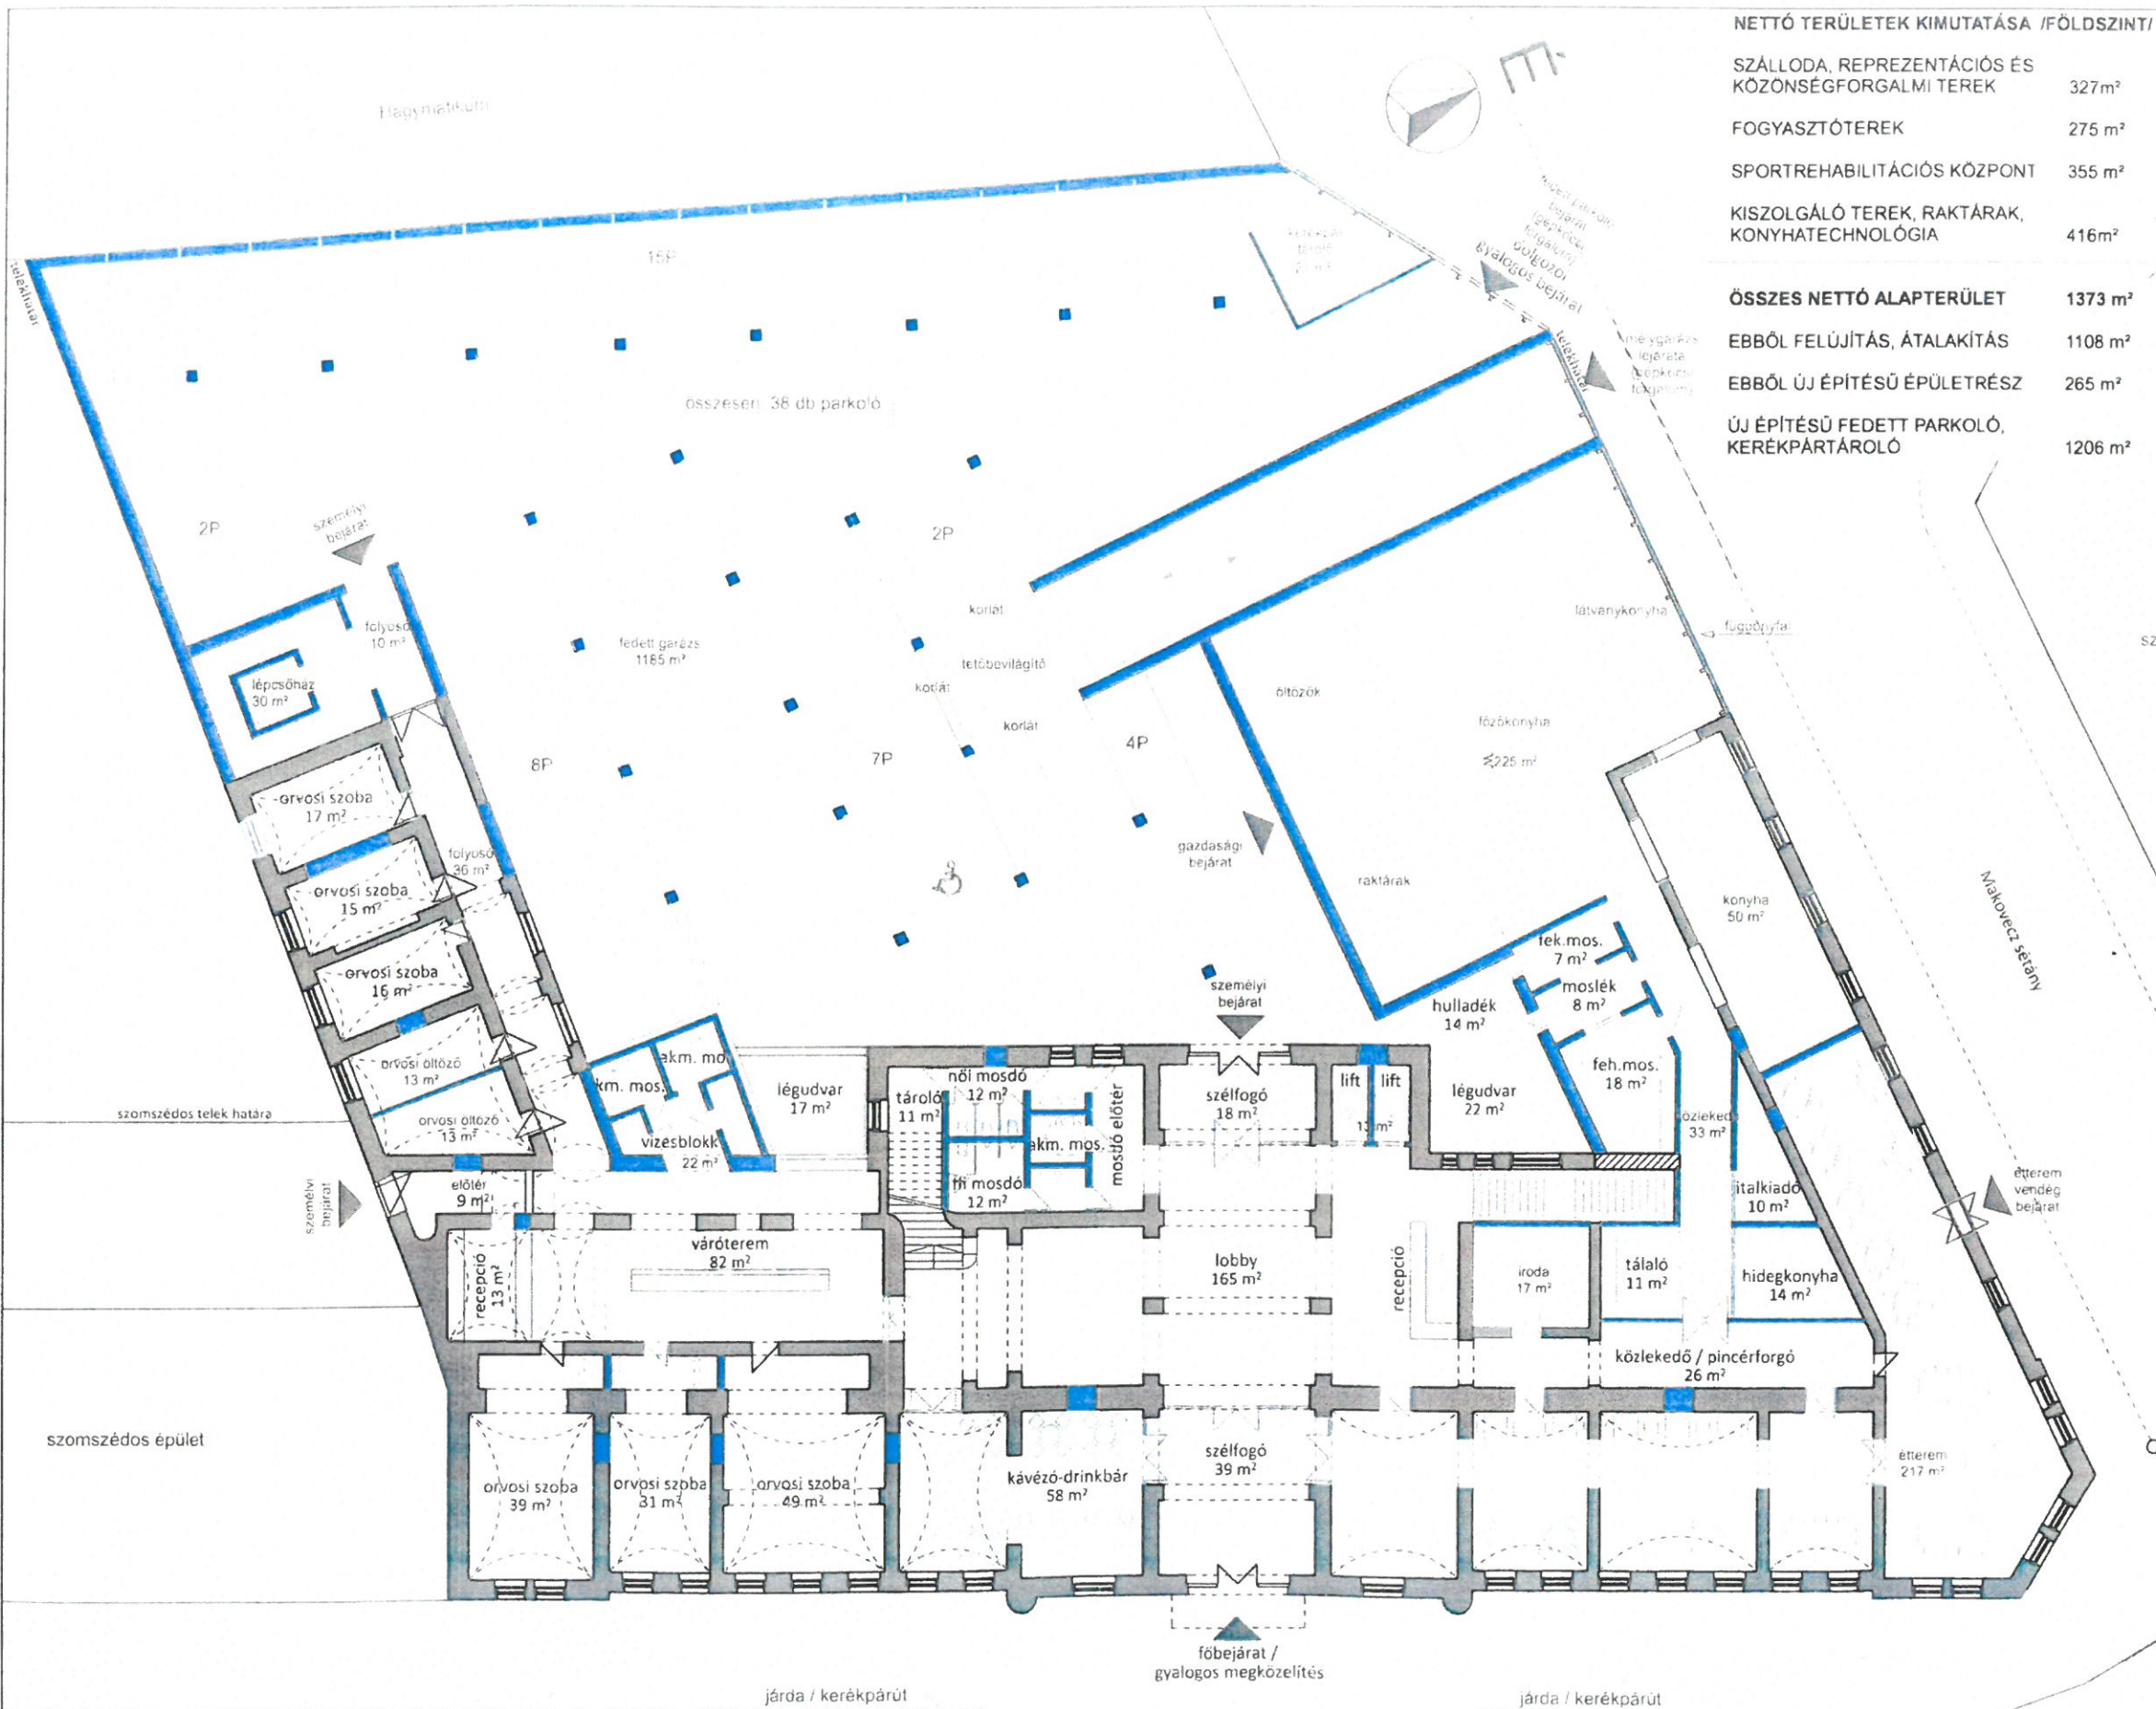 NETTÓ TERÜLETEK KIMUTATÁSA /FÖLDSZINT/
SZÁLLODA, REPREZENTÁCIÓS ÉS
KÖZÖNSÉGFORGALMI TEREK 327m²
FOGYASZTÓTEREK 275 m²
SPORTREHABILITÁCIÓS KÖZPONT 355 m²
KISZOLGÁLÓ TEREK, RAKTÁRAK,
KONYHATECHNOLÓGIA 416m²
ÖSSZES NETTÓ ALAPTERÜLET 1373 m²
EBBŐL FELÚJÍTÁS, ÁTALAKÍTÁS 1108 m²
EBBŐL ÚJ ÉPÍTÉSŰ ÉPÜLETRÉSZ 265 m²
ÚJ ÉPÍTÉSŰ FEDETT PARKOLÓ,
KERÉKPÁRTÁROLÓ 1206 m²
Hagymatikum
É
telekhatár
15P
dolgozói
gyalogos bejárat
telekhatár
összesen 38 db parkoló
2P
személyi
bejárat
2P
folyosó
10 m²
fedett garázs
1185 m²
korlát
tetőbevilágító
korlát
korlát
látványkonyha
függönyfal
sz
lépcsőház
30 m²
öltözők
főzőkonyha
225 m²
8P
7P
4P
orvosi szoba
17 m²
folyosó
36 m²
gazdasági
bejárat
raktárak
konyha
50 m²
Makovecz sétány
orvosi szoba
15 m²
orvosi szoba
16 m²
fek.mos.
7 m²
moslék
8 m²
hulladék
14 m²
személyi
bejárat
orvosi öltöző
13 m²
orvosi öltöző
13 m²
akm. mo
km. mos.
vizesblokk
22 m²
légudvar
17 m²
tároló
11 m²
női mosdó
12 m²
akm. mos.
ffi mosdó
12 m²
mosdó előtér
szélfogó
18 m²
lift
lift
légudvar
22 m²
feh.mos.
18 m²
közleked
33 m²
szomszédos telek határa
személyi
bejárat
előtér
9 m²
italkiadó
10 m²
étterem
vendég
bejárat
recepció
13 m²
váróterem
82 m²
lobby
165 m²
recepció
iroda
17 m²
tálaló
11 m²
hidegkonyha
14 m²
közlekedő / pincérforgó
26 m²
szomszédos épület
orvosi szoba
39 m²
orvosi szoba
31 m²
orvosi szoba
49 m²
kávézó-drinkbár
58 m²
szélfogó
39 m²
étterem
217 m²
főbejárat /
gyalogos megközelítés
járda / kerékpárút
járda / kerékpárút